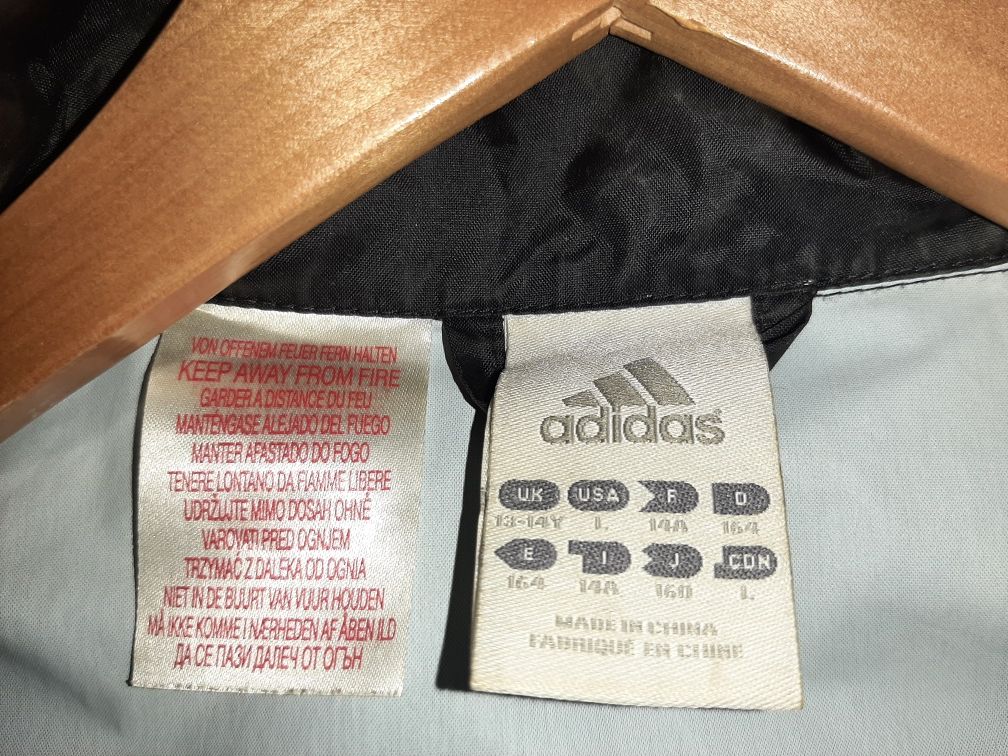 VON OFFENEM FEUER FERN HALTEN
KEEP AWAY FROM FIRE
GARDER A DISTANCE DU FEU
MANTÉNGASE ALEJADO DEL FUEGO
MANTER AFASTADO DO FOGO
TENERE LONTANO DA FIAMME LIBERE
UDRŽUJTE MIMO DOSAH OHNĚ
VAROVATI PRED OGNJEM
TRZYMAĆ Z DALEKA OD OGNIA
NIET IN DE BUURT VAN VUUR HOUDEN
MÅ IKKE KOMME I NÆRHEDEN AF ÅBEN ILD
ДА СЕ ПАЗИ ДАЛЕЧ ОТ ОГЪН
adidas
UK USA F D
13-14Y L 14A 164
E I J CDN
164 14A 160 L
MADE IN CHINA
FABRIQUÉ EN CHINE